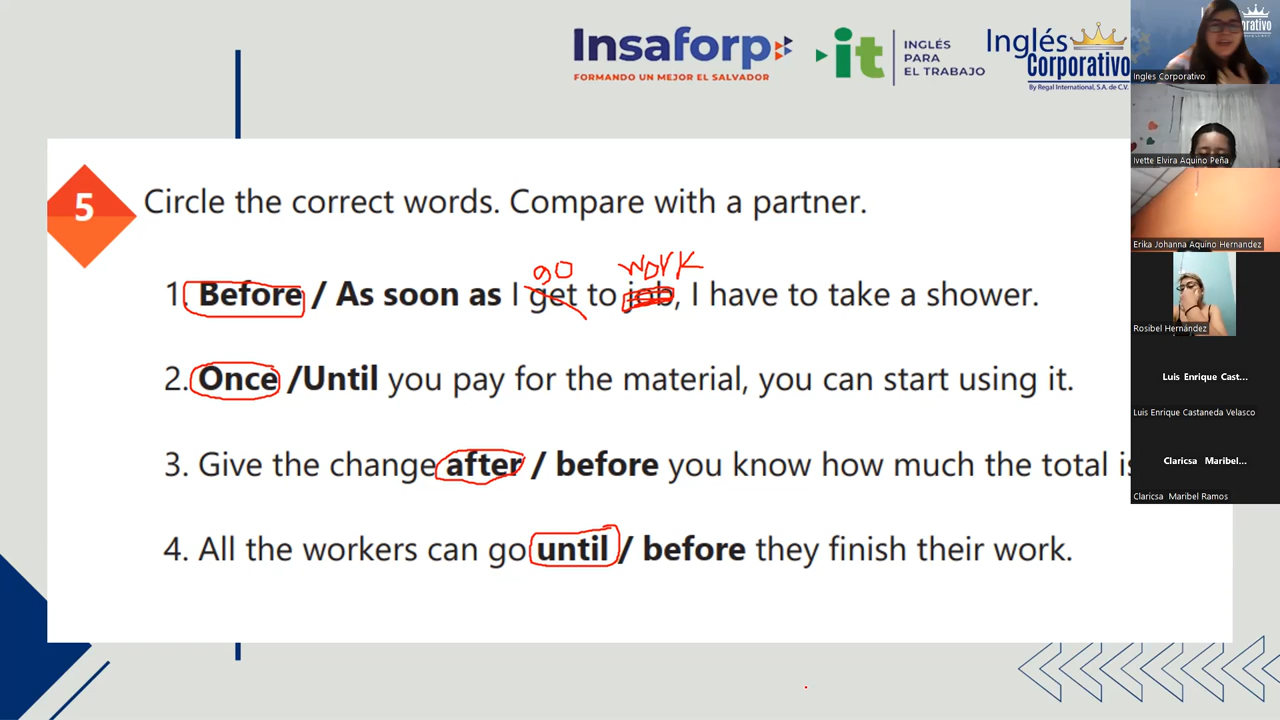 Insaforp
FORMANDO UN MEJOR EL SALVADOR
it
INGLÉS
PARA
EL TRABAJO
Inglés
Corporativo
By Regal International, S.A. de C.V.
5
Circle the correct words. Compare with a partner.
go work
1. Before / As soon as I get to job, I have to take a shower.
2. Once /Until you pay for the material, you can start using it.
3. Give the change after / before you know how much the total is
4. All the workers can go until / before they finish their work.
Ingles Corporativo
Ivette Elvira Aquino Peña
Erika Johanna Aquino Hernandez
Rosibel Hernández
Luis Enrique Cast...
Luis Enrique Castaneda Velasco
Claricsa Maribel...
Claricsa Maribel Ramos